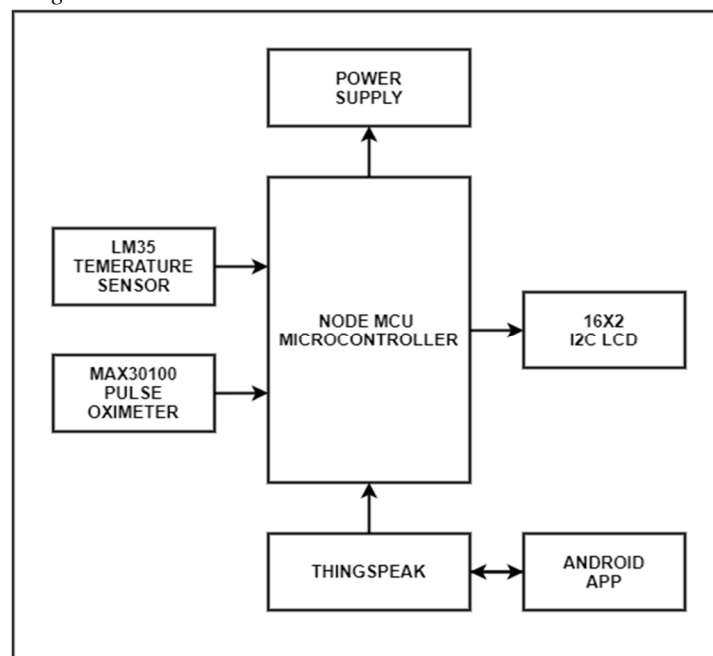 POWER
SUPPLY
LM35
TEMERATURE
SENSOR
NODE MCU
MICROCONTROLLER
16X2
I2C LCD
MAX30100
PULSE
OXIMETER
THINGSPEAK
ANDROID
APP